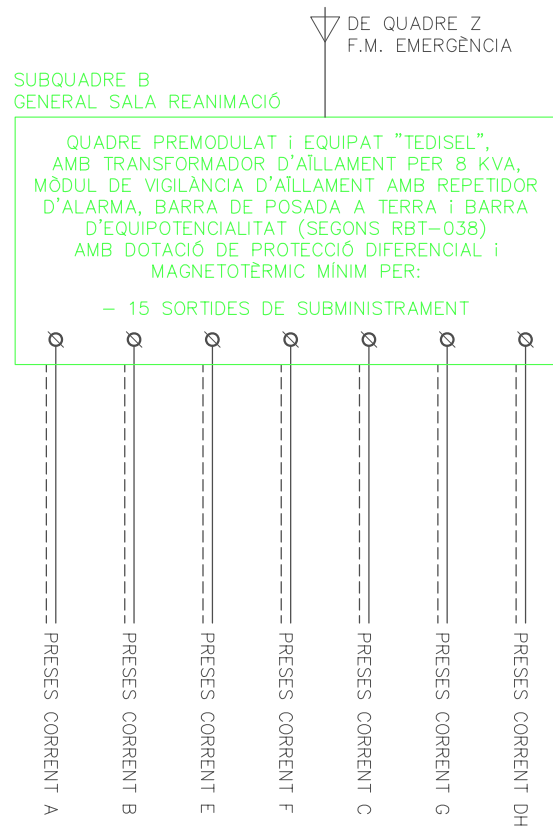 DE QUADRE Z
F.M. EMERGÈNCIA
SUBQUADRE B
GENERAL SALA REANIMACIÓ
QUADRE PREMODULAT i EQUIPAT "TEDISEL",
AMB TRANSFORMADOR D'AÏLLAMENT PER 8 KVA,
MÒDUL DE VIGILÀNCIA D'AÏLLAMENT AMB REPETIDOR
D'ALARMA, BARRA DE POSADA A TERRA i BARRA
D'EQUIPOTENCIALITAT (SEGONS RBT-038)
AMB DOTACIÓ DE PROTECCIÓ DIFERENCIAL i
MAGNETOTÈRMIC MÍNIM PER:
- 15 SORTIDES DE SUBMINISTRAMENT
PRESES CORRENT A
PRESES CORRENT B
PRESES CORRENT E
PRESES CORRENT F
PRESES CORRENT C
PRESES CORRENT G
PRESES CORRENT DH